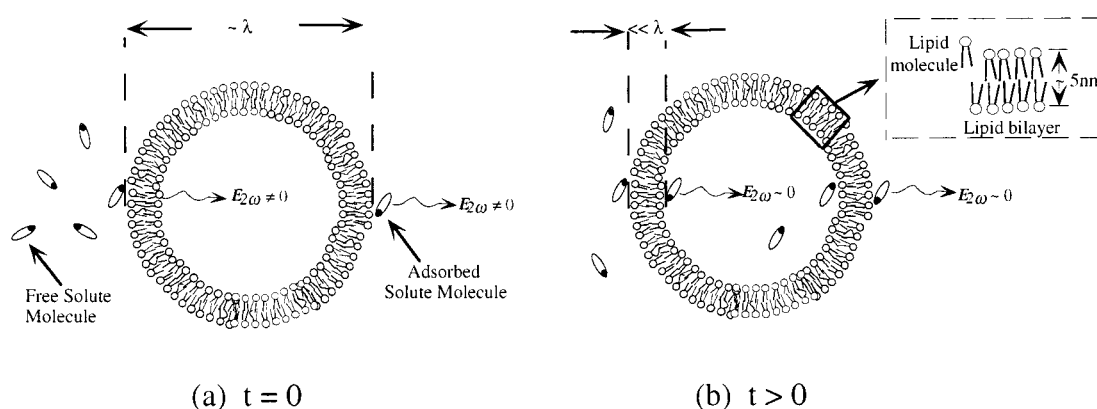 ~ λ
E2ω ≠ 0
E2ω ≠ 0
Free Solute
Molecule
Adsorbed
Solute Molecule
(a) t = 0
<< λ
Lipid
molecule
~ 5nm
Lipid bilayer
E2ω ~ 0
E2ω ~ 0
(b) t > 0